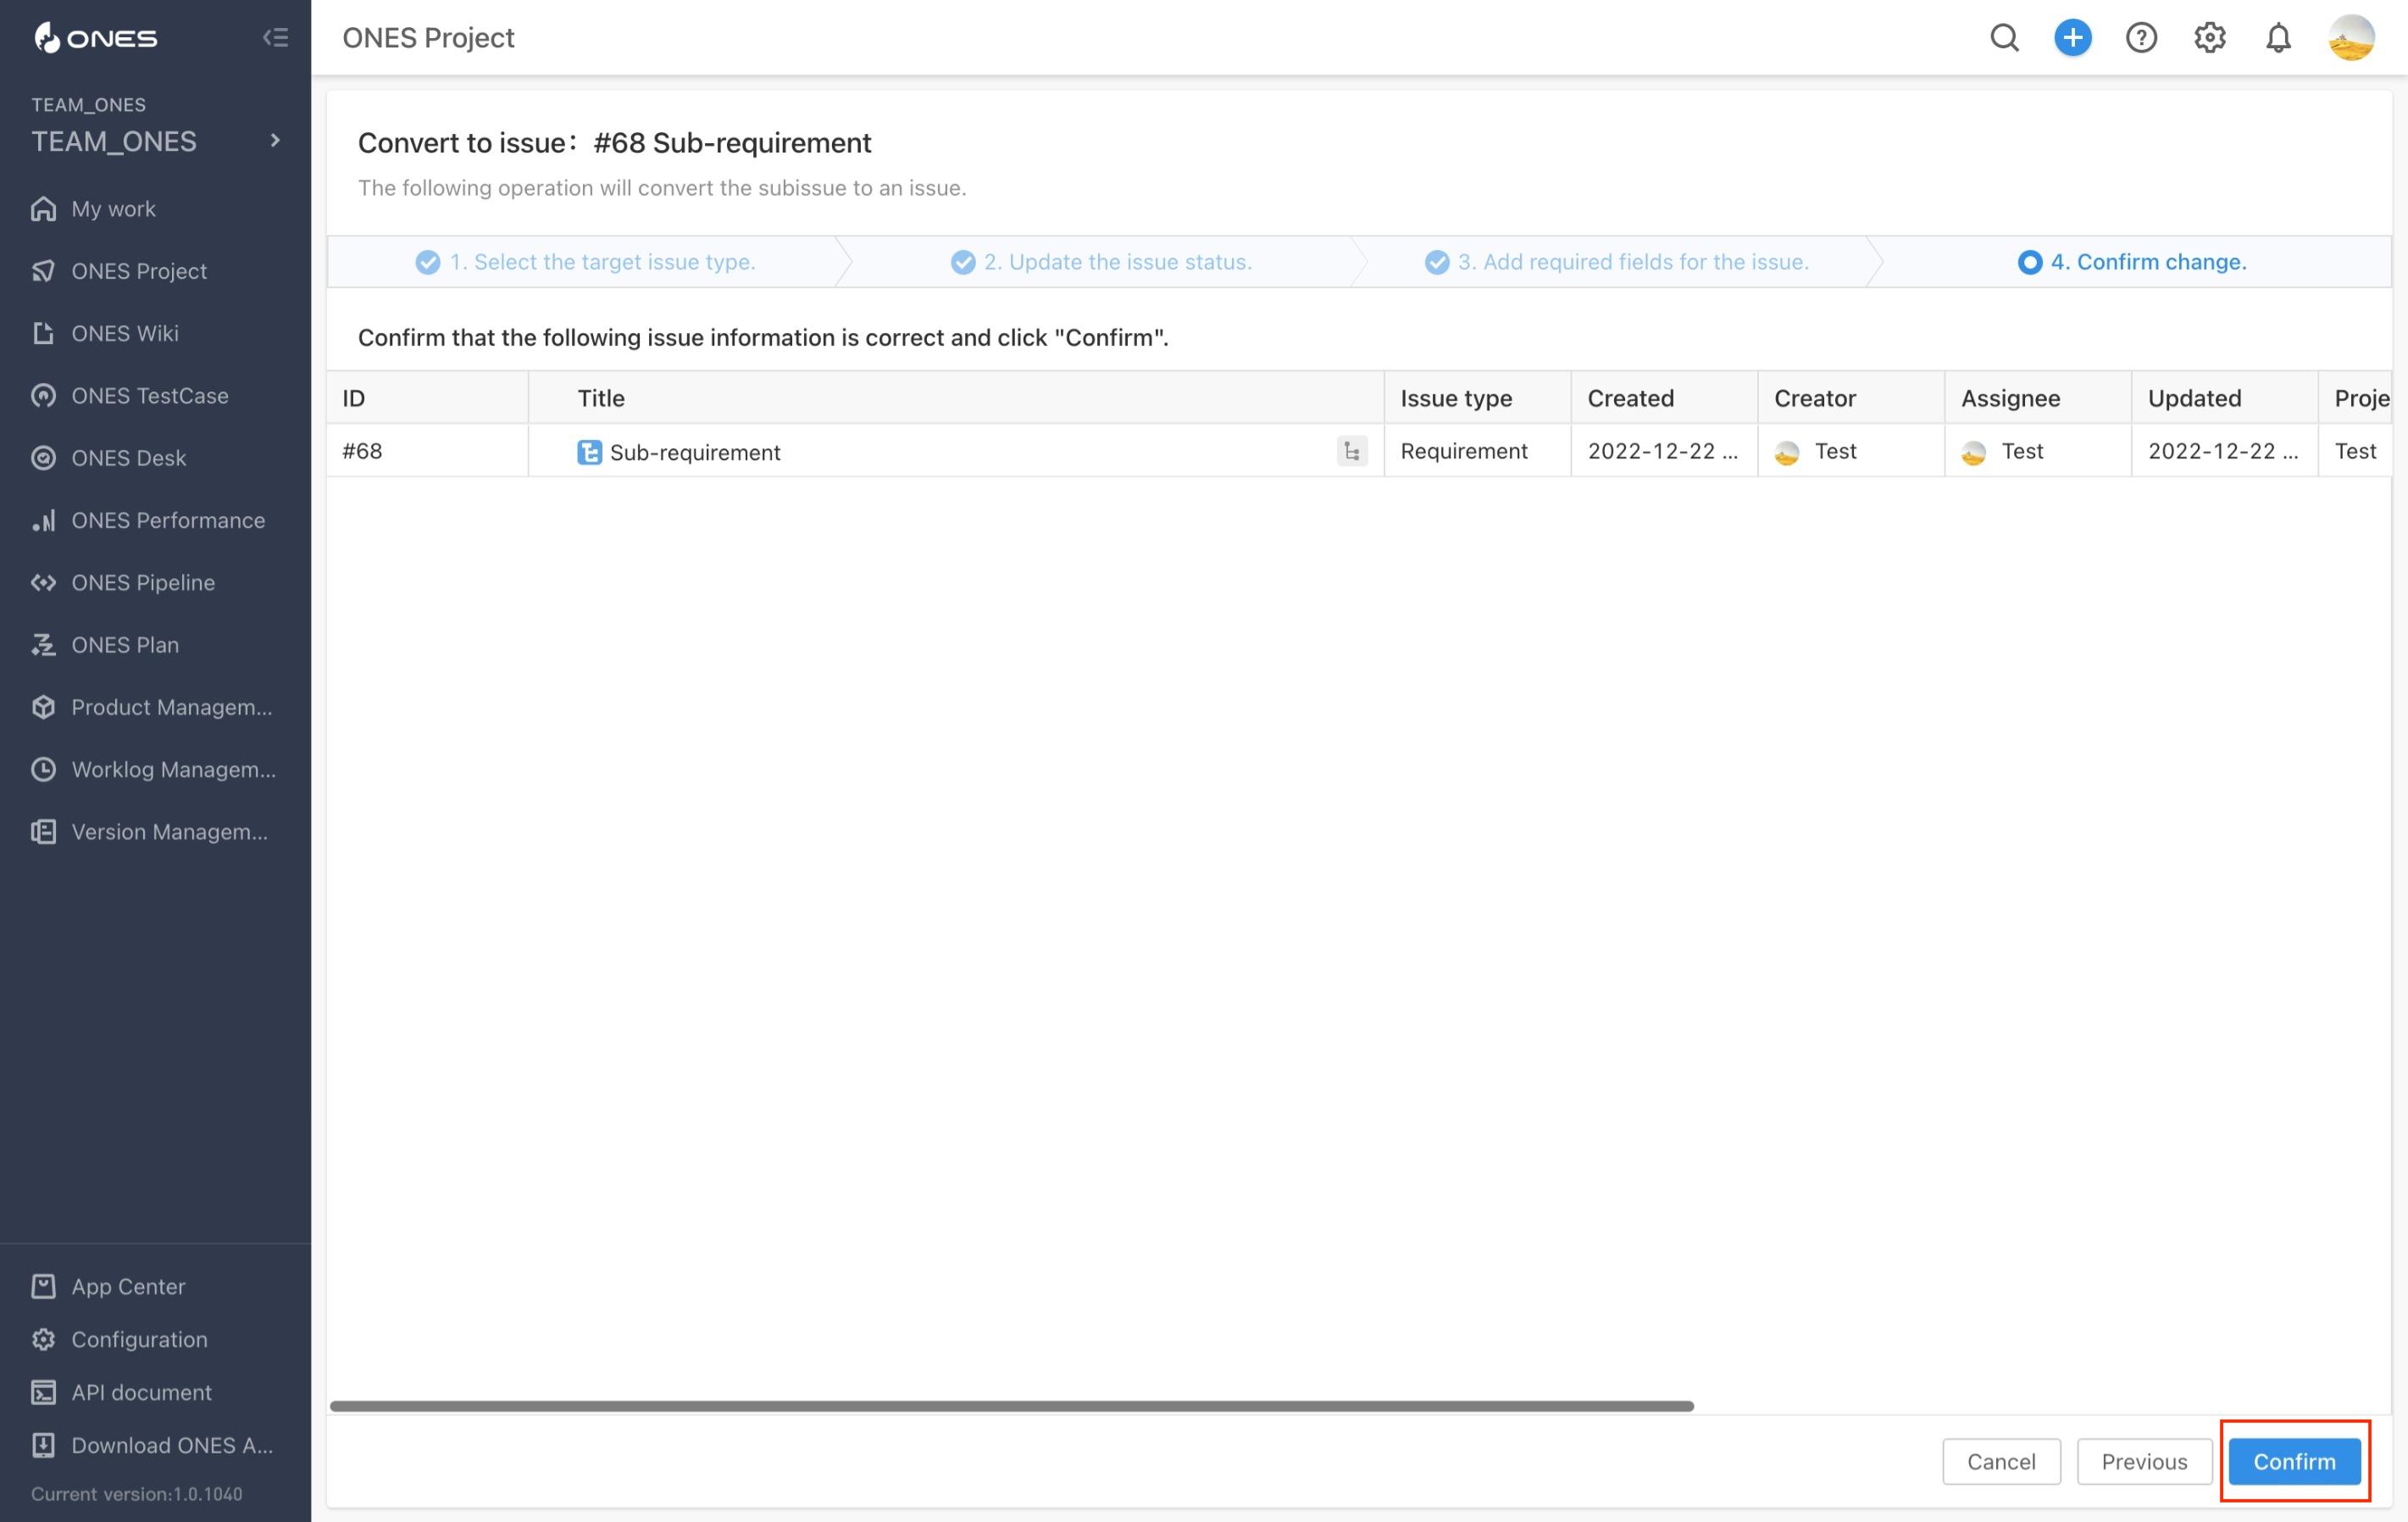 ONES
TEAM_ONES
TEAM_ONES
My work
ONES Project
ONES Wiki
ONES TestCase
ONES Desk
ONES Performance
ONES Pipeline
ONES Plan
Product Managem...
Worklog Managem...
Version Managem...
App Center
Configuration
API document
Download ONES A...
Current version:1.0.1040
ONES Project
Convert to issue：#68 Sub-requirement
The following operation will convert the subissue to an issue.
1. Select the target issue type. 2. Update the issue status. 3. Add required fields for the issue. 4. Confirm change.
Confirm that the following issue information is correct and click "Confirm".
ID Title Issue type Created Creator Assignee Updated Proje
#68 Sub-requirement Requirement 2022-12-22 ... Test Test 2022-12-22 ... Test
Cancel Previous Confirm